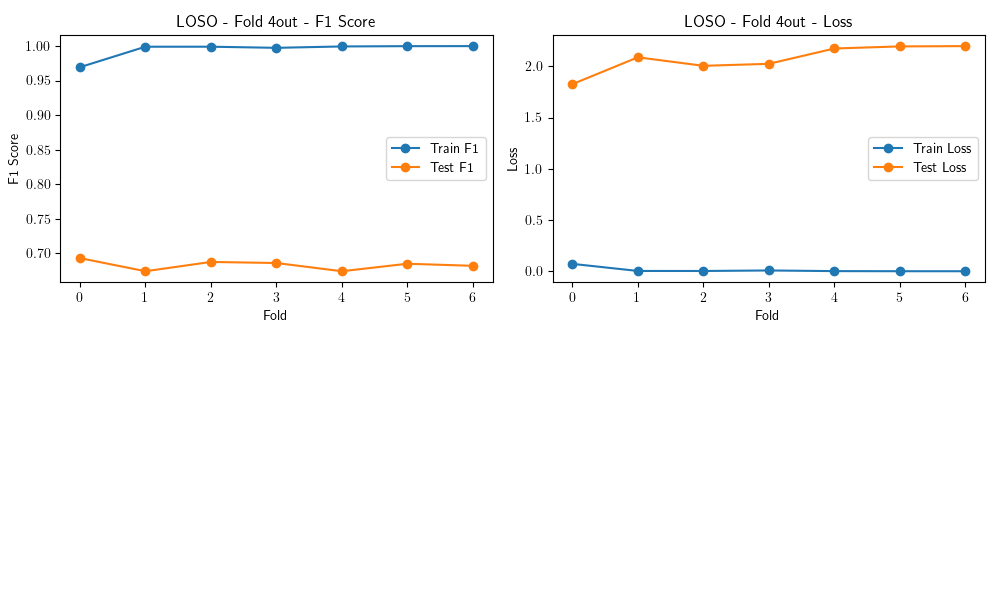 LOSO - Fold 4out - F1 Score
F1 Score
1.00
0.95
0.90
0.85
0.80
0.75
0.70
Train F1
Test F1
0 1 2 3 4 5 6
Fold
LOSO - Fold 4out - Loss
Loss
2.0
1.5
1.0
0.5
0.0
Train Loss
Test Loss
0 1 2 3 4 5 6
Fold